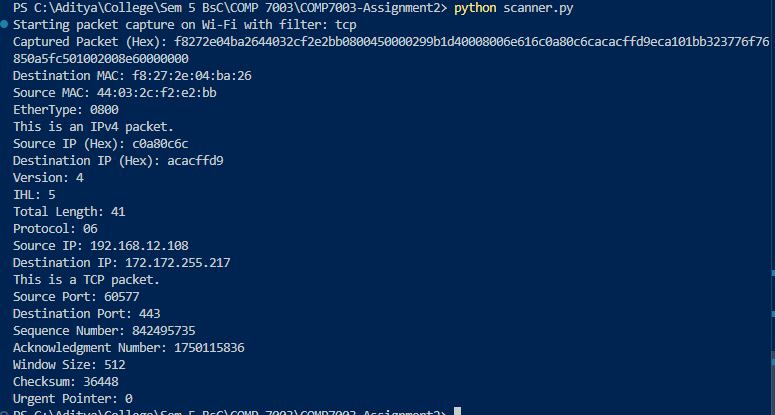 PS C:\Aditya\College\Sem 5 BsC\COMP 7003\COMP7003-Assignment2> python scanner.py
Starting packet capture on Wi-Fi with filter: tcp
Captured Packet (Hex): f8272e04ba2644032cf2e2bb0800450000299b1d40008006e616c0a80c6cacacffd9eca101bb323776f76
850a5fc501002008e60000000
Destination MAC: f8:27:2e:04:ba:26
Source MAC: 44:03:2c:f2:e2:bb
EtherType: 0800
This is an IPv4 packet.
Source IP (Hex): c0a80c6c
Destination IP (Hex): acacffd9
Version: 4
IHL: 5
Total Length: 41
Protocol: 06
Source IP: 192.168.12.108
Destination IP: 172.172.255.217
This is a TCP packet.
Source Port: 60577
Destination Port: 443
Sequence Number: 842495735
Acknowledgment Number: 1750115836
Window Size: 512
Checksum: 36448
Urgent Pointer: 0
PS C:\Aditya\College\Sem 5 BsC\COMP 7003\COMP7003-Assignment2>